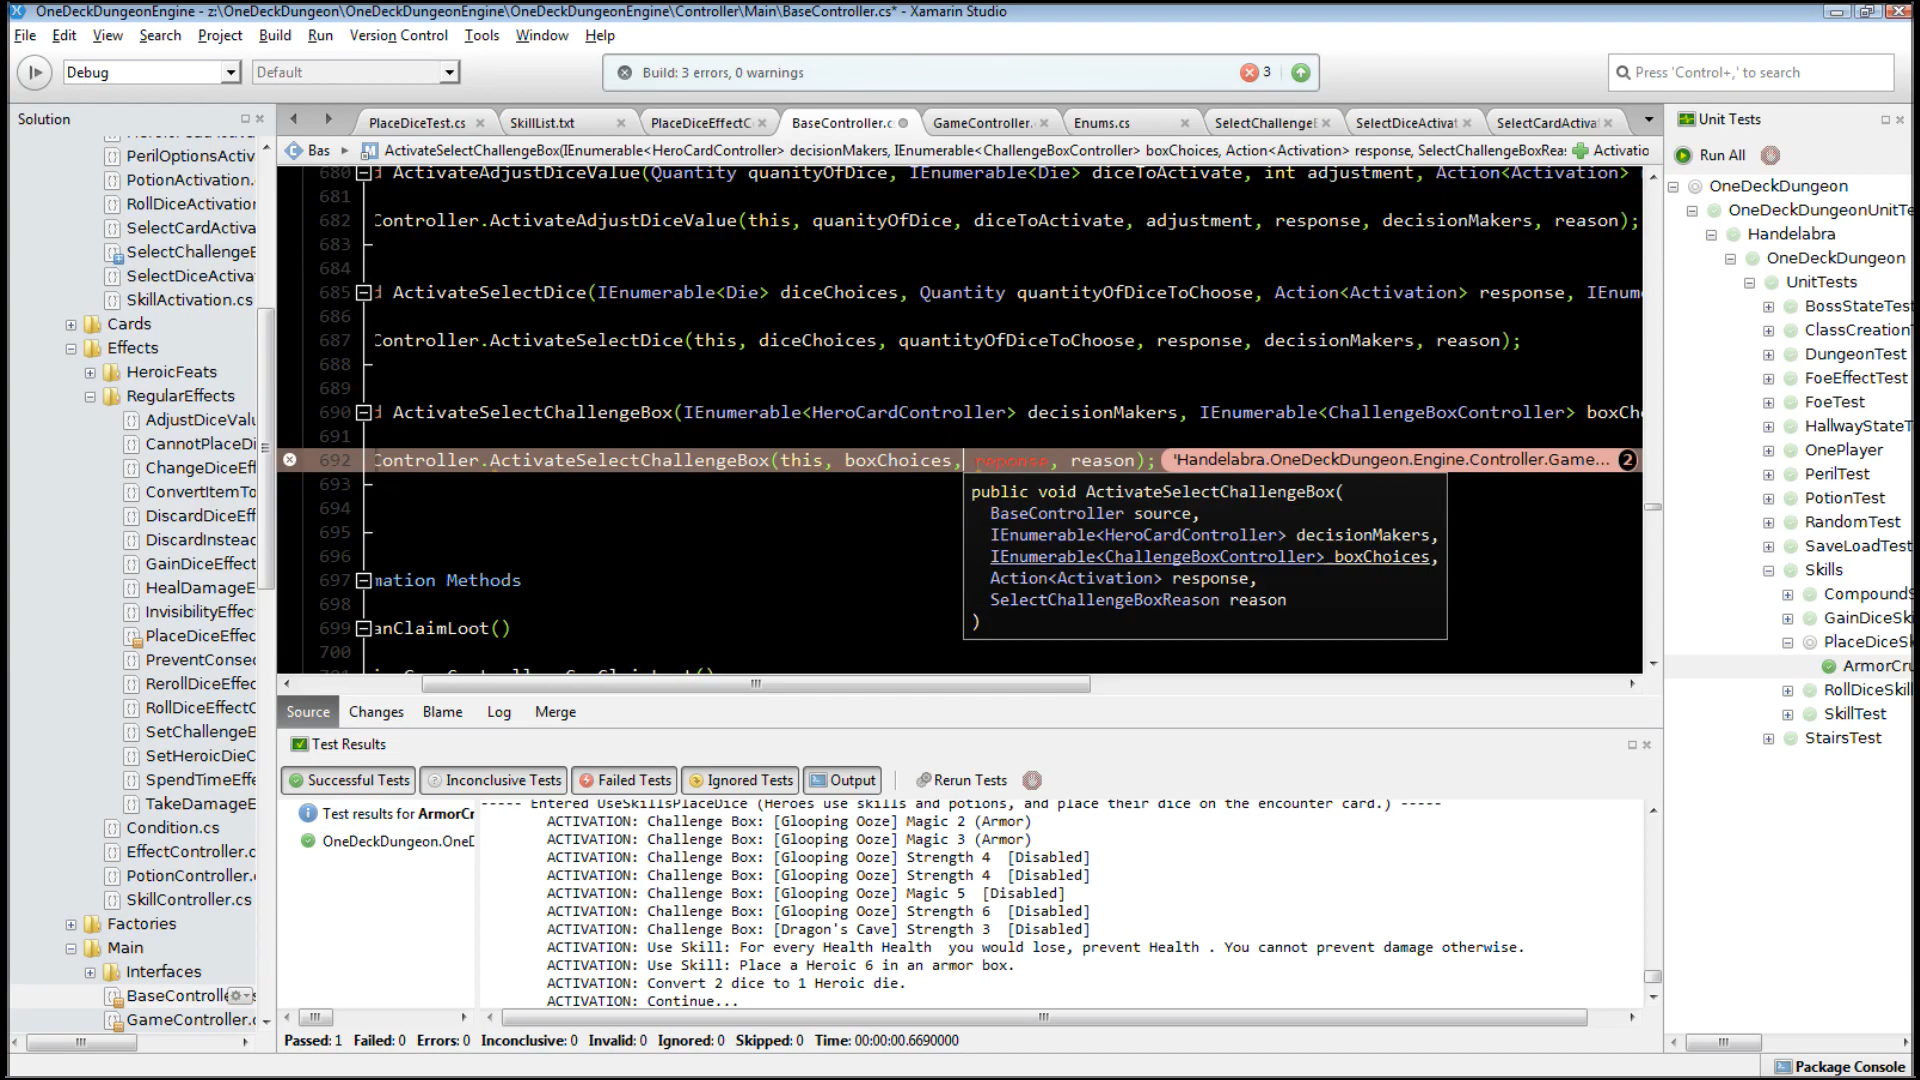 OneDeckDungeonEngine - z:\OneDeckDungeon\OneDeckDungeonEngine\OneDeckDungeonEngine\Controller\Main\BaseController.cs* - Xamarin Studio
File Edit View Search Project Build Run Version Control Tools Window Help
Debug
Default
Build: 3 errors, 0 warnings
3
Press 'Control+,' to search
Solution
PerilOptionsActiv
PotionActivation.
RollDiceActivation
SelectCardActiva
SelectChallengeE
SelectDiceActiva
SkillActivation.cs
Cards
Effects
HeroicFeats
RegularEffects
AdjustDiceValu
CannotPlaceDi
ChangeDiceEff
ConvertItemTo
DiscardDiceEff
DiscardInstead
GainDiceEffect
HealDamageE
InvisibilityEffec
PlaceDiceEffec
PreventConsec
RerollDiceEffec
RollDiceEffectC
SetChallengeB
SetHeroicDieC
SpendTimeEffe
TakeDamageE
Condition.cs
EffectController.c
PotionController.
SkillController.cs
Factories
Main
Interfaces
BaseControlle
GameController.c
PlaceDiceTest.cs SkillList.txt PlaceDiceEffectC BaseController.c GameController. Enums.cs SelectChallengeE SelectDiceActivat SelectCardActiva
Bas ActivateSelectChallengeBox(IEnumerable<HeroCardController> decisionMakers, IEnumerable<ChallengeBoxController> boxChoices, Action<Activation> response, SelectChallengeBoxRea Activatio
680 d ActivateAdjustDiceValue(Quantity quanityOfDice, IEnumerable<Die> diceToActivate, int adjustment, Action<Activation>
681
682 Controller.ActivateAdjustDiceValue(this, quanityOfDice, diceToActivate, adjustment, response, decisionMakers, reason);
683
684
685 d ActivateSelectDice(IEnumerable<Die> diceChoices, Quantity quantityOfDiceToChoose, Action<Activation> response, IEnum
686
687 Controller.ActivateSelectDice(this, diceChoices, quantityOfDiceToChoose, response, decisionMakers, reason);
688
689
690 d ActivateSelectChallengeBox(IEnumerable<HeroCardController> decisionMakers, IEnumerable<ChallengeBoxController> boxCh
691
692 Controller.ActivateSelectChallengeBox(this, boxChoices, reponse, reason); 'Handelabra.OneDeckDungeon.Engine.Controller.Game... 2
693
694
695
696
697 mation Methods
698
699 anClaimLoot()
700
public void ActivateSelectChallengeBox(
BaseController source,
IEnumerable<HeroCardController> decisionMakers,
IEnumerable<ChallengeBoxController> boxChoices,
Action<Activation> response,
SelectChallengeBoxReason reason
)
Source Changes Blame Log Merge
Test Results
Successful Tests Inconclusive Tests Failed Tests Ignored Tests Output Rerun Tests
Test results for ArmorCr
OneDeckDungeon.OneD
----- Entered UseSkillsPlaceDice (Heroes use skills and potions, and place their dice on the encounter card.) -----
ACTIVATION: Challenge Box: [Glooping Ooze] Magic 2 (Armor)
ACTIVATION: Challenge Box: [Glooping Ooze] Magic 3 (Armor)
ACTIVATION: Challenge Box: [Glooping Ooze] Strength 4 [Disabled]
ACTIVATION: Challenge Box: [Glooping Ooze] Strength 4 [Disabled]
ACTIVATION: Challenge Box: [Glooping Ooze] Magic 5 [Disabled]
ACTIVATION: Challenge Box: [Glooping Ooze] Strength 6 [Disabled]
ACTIVATION: Challenge Box: [Dragon's Cave] Strength 3 [Disabled]
ACTIVATION: Use Skill: For every Health Health you would lose, prevent Health . You cannot prevent damage otherwise.
ACTIVATION: Use Skill: Place a Heroic 6 in an armor box.
ACTIVATION: Convert 2 dice to 1 Heroic die.
ACTIVATION: Continue...
Passed: 1 Failed: 0 Errors: 0 Inconclusive: 0 Invalid: 0 Ignored: 0 Skipped: 0 Time: 00:00:00.6690000
Unit Tests
Run All
OneDeckDungeon
OneDeckDungeonUnitTe
Handelabra
OneDeckDungeon
UnitTests
BossStateTest
ClassCreation
DungeonTest
FoeEffectTest
FoeTest
HallwayStateT
OnePlayer
PerilTest
PotionTest
RandomTest
SaveLoadTest
Skills
CompoundS
GainDiceSki
PlaceDiceSk
ArmorCru
RollDiceSkill
SkillTest
StairsTest
Package Console